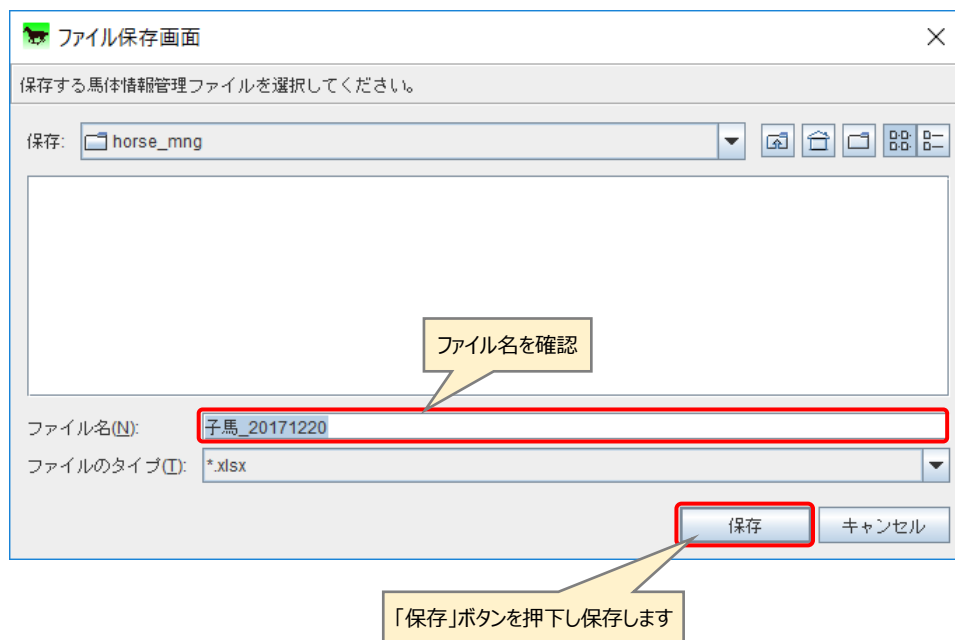 ファイル保存画面
保存する馬体情報管理ファイルを選択してください。
保存: horse_mng
ファイル名を確認
ファイル名(N): 子馬_20171220
ファイルのタイプ(T): *.xlsx
保存 キャンセル
「保存」ボタンを押下し保存します